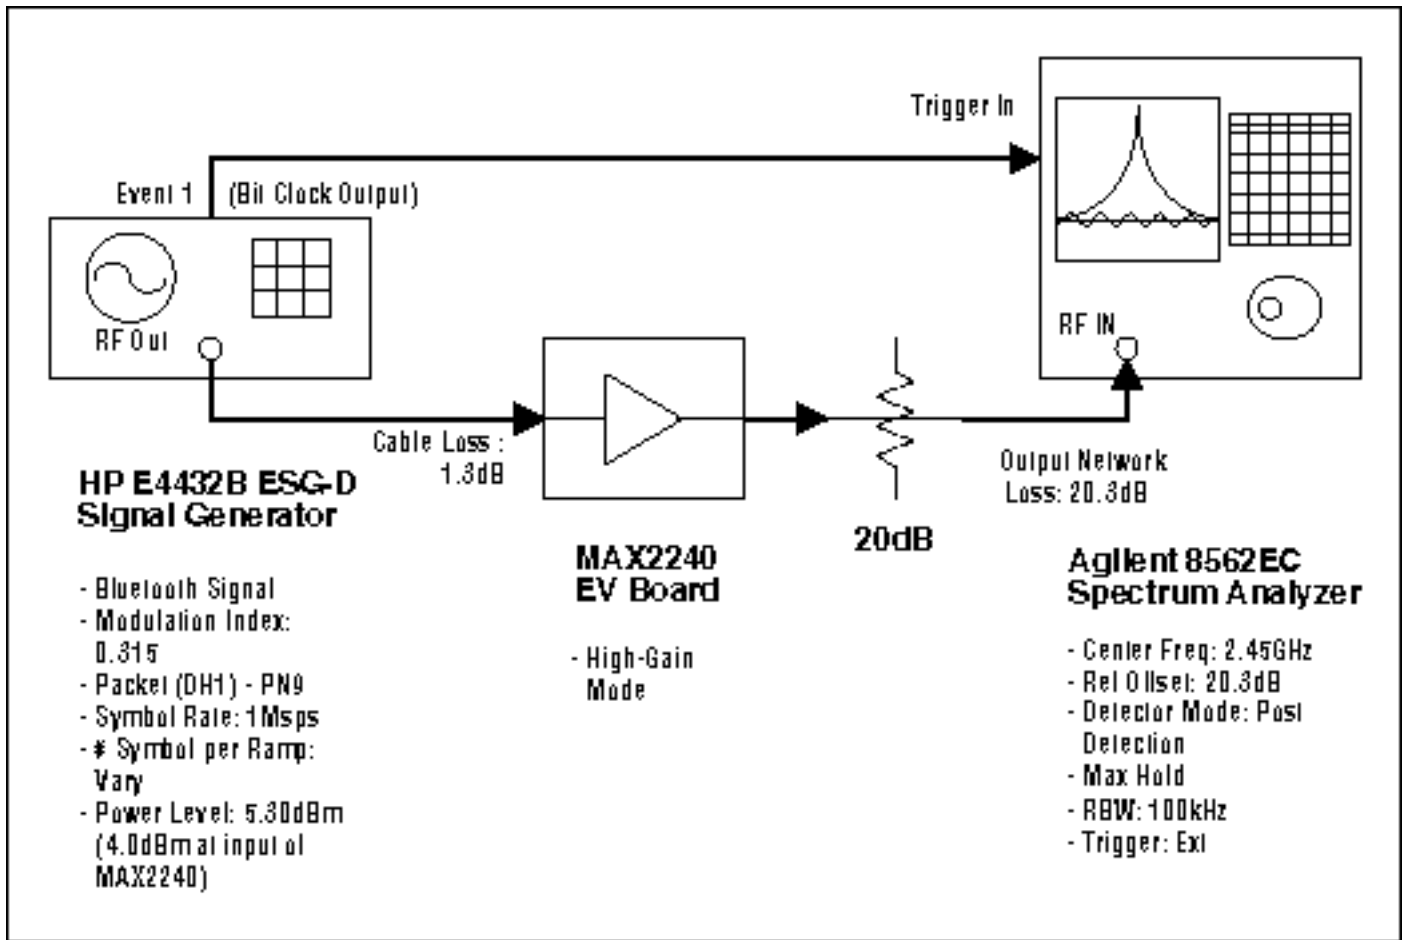 Trigger In
Event 1 (Bit Clock Output)
RF Out
RF IN
Cable Loss :
1.3dB
Output Network
Loss: 20.3dB
20dB
HP E4432B ESG-D
Signal Generator
- Bluetooth Signal
- Modulation Index:
0.315
- Packet (DH1) - PN9
- Symbol Rate: 1Msps
- # Symbol per Ramp:
Vary
- Power Level: 5.30dBm
(4.0dBm at input of
MAX2240)
MAX2240
EV Board
- High-Gain
Mode
Agilent 8562EC
Spectrum Analyzer
- Center Freq: 2.45GHz
- Ref Offset: 20.3dB
- Detector Mode: Post
Detection
- Max Hold
- RBW: 100kHz
- Trigger: Ext